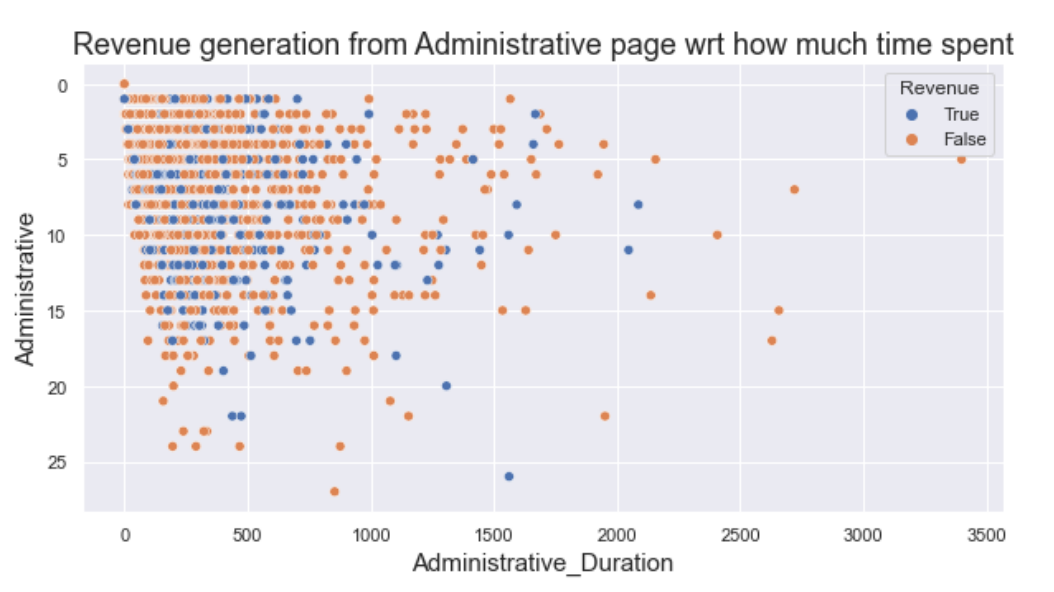 Revenue generation from Administrative page wrt how much time spent
Revenue
True
False
0
5
10
15
20
25
Administrative
0
500
1000
1500
2000
2500
3000
3500
Administrative_Duration